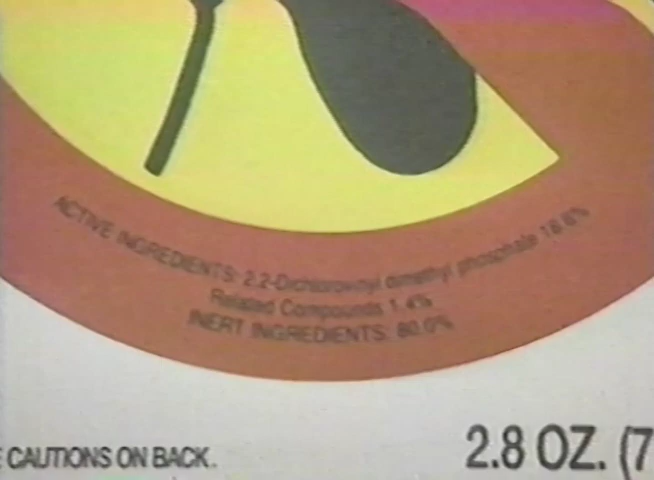 ACTIVE INGREDIENTS: 2,2-Dichlorovinyl dimethyl phosphate 18.6%
Related Compounds 1.4%
INERT INGREDIENTS: 80.0%
CAUTIONS ON BACK.
2.8 OZ. (7